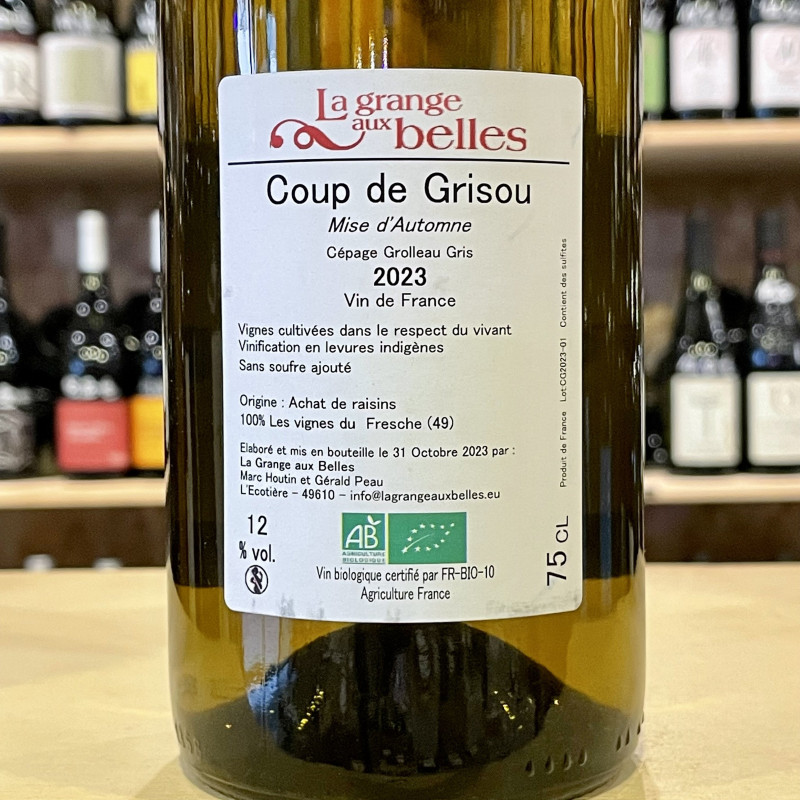 La grange
aux belles
Coup de Grisou
Mise d'Automne
Cépage Grolleau Gris
2023
Vin de France
Vignes cultivées dans le respect du vivant
Vinification en levures indigènes
Sans soufre ajouté
Origine : Achat de raisins
100% Les vignes du Fresche (49)
Elaboré et mis en bouteille le 31 Octobre 2023 par :
La Grange aux Belles
Marc Houtin et Gérald Peau
L'Ecotière - 49610 - info@lagrangeauxbelles.eu
12
% vol.
AB
AGRICULTURE
BIOLOGIQUE
Vin biologique certifié par FR-BIO-10
Agriculture France
75 CL
Produit de France Lot:CG2023-01 Contient des sulfites